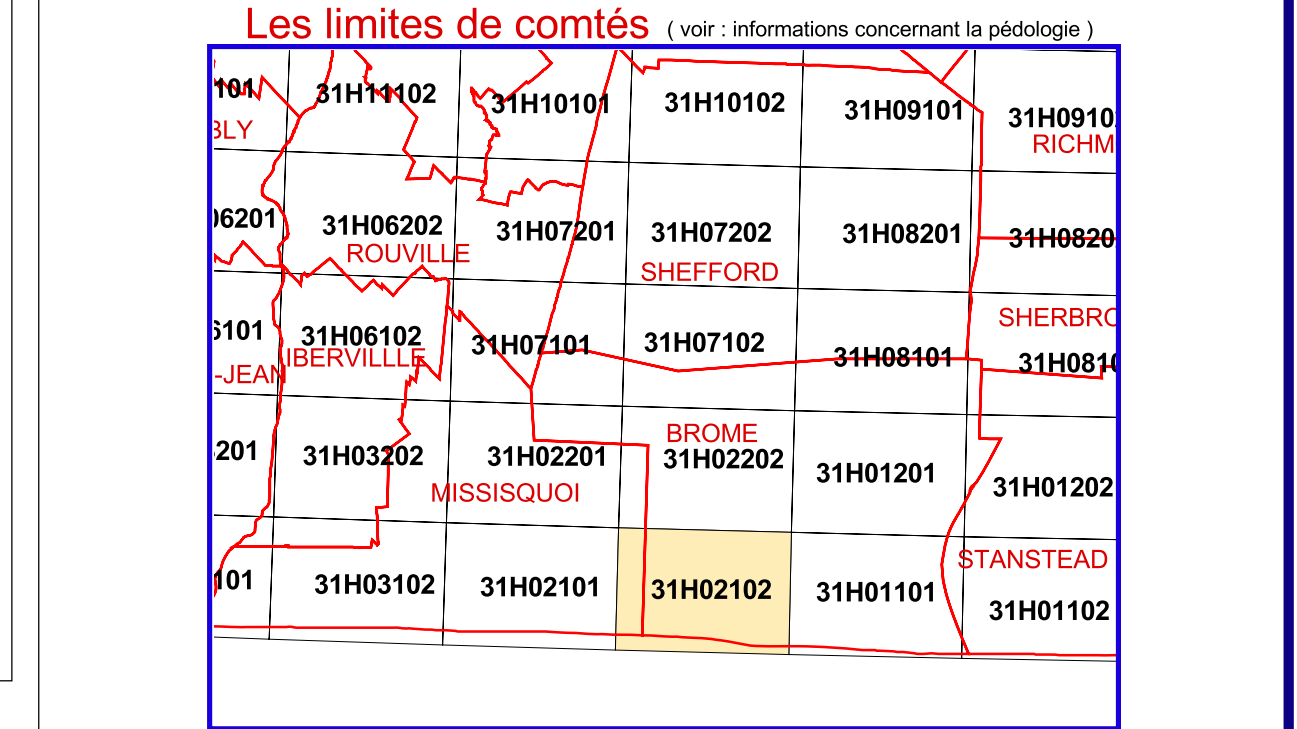 Les limites de comtés ( voir : informations concernant la pédologie )
101 31H11102 31H10101 31H10102 31H09101 31H0910
BLY RICHM
06201 31H06202 31H07201 31H07202 31H08201 31H0820
ROUVILLE SHEFFORD
SHERBRO
6101 31H06102 31H07101 31H07102 31H08101 31H0810
IBERVILLLE
-JEAN
BROME
201 31H03202 31H02201 31H02202 31H01201 31H01202
MISSISQUOI
STANSTEAD
101 31H03102 31H02101 31H02102 31H01101 31H01102